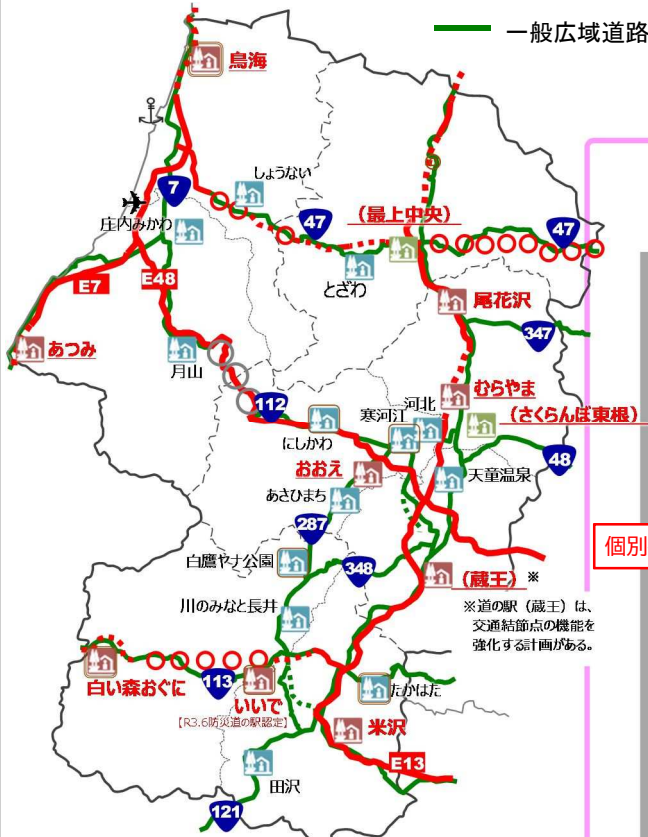 一般広域道路
鳥海
しょうない
7
47
(最上中央)
47
庄内みかわ
とざわ
E7
E48
尾花沢
347
あつみ
月山
むらやま
112
河北
寒河江
(さくらんぼ東根)
にしかわ
おおえ
48
天童温泉
あさひまち
287
個別
白鷹ヤナ公園
348
(蔵王)※
川のみなと長井
※道の駅(蔵王)は、
交通結節点の機能を
強化する計画がある。
白い森おぐに
113
いいで
たかはた
【R3.6防災道の駅認定】
米沢
E13
田沢
121